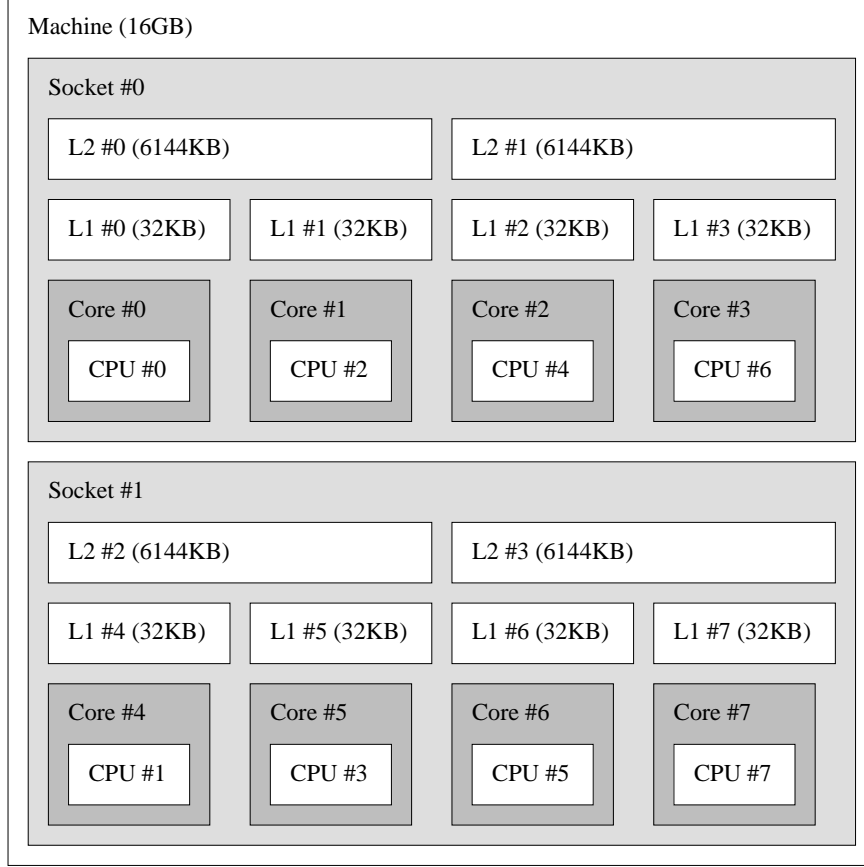 Machine (16GB)
Socket #0
L2 #0 (6144KB) L2 #1 (6144KB)
L1 #0 (32KB) L1 #1 (32KB) L1 #2 (32KB) L1 #3 (32KB)
Core #0 Core #1 Core #2 Core #3
CPU #0 CPU #2 CPU #4 CPU #6
Socket #1
L2 #2 (6144KB) L2 #3 (6144KB)
L1 #4 (32KB) L1 #5 (32KB) L1 #6 (32KB) L1 #7 (32KB)
Core #4 Core #5 Core #6 Core #7
CPU #1 CPU #3 CPU #5 CPU #7